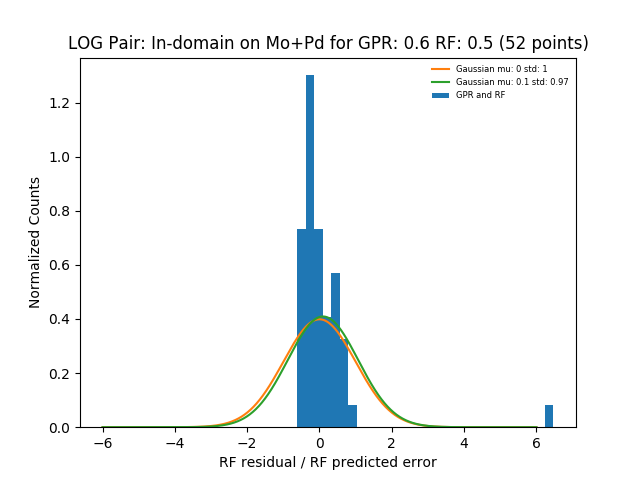 LOG Pair: In-domain on Mo+Pd for GPR: 0.6 RF: 0.5 (52 points)
Gaussian mu: 0 std: 1
Gaussian mu: 0.1 std: 0.97
GPR and RF
Normalized Counts
1.2
1.0
0.8
0.6
0.4
0.2
0.0
−6 −4 −2 0 2 4 6
RF residual / RF predicted error